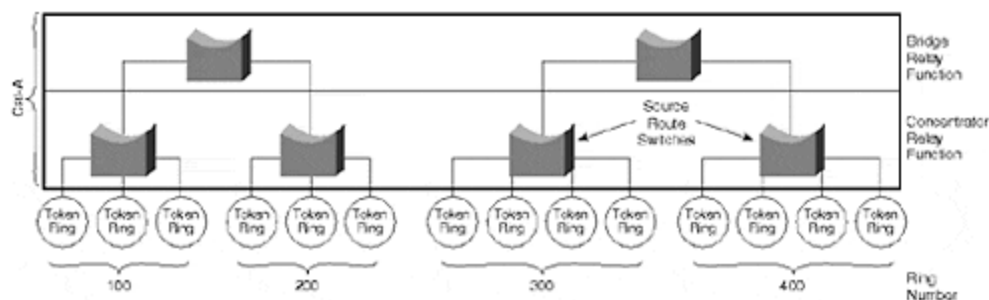 Bridge
Relay
Function
Source
Route
Switches
Concentrator
Relay
Function
Token
Ring
Token
Ring
Token
Ring
Token
Ring
Token
Ring
Token
Ring
Token
Ring
Token
Ring
Token
Ring
Token
Ring
Token
Ring
Token
Ring
Token
Ring
Token
Ring
100
200
300
400
Ring
Number